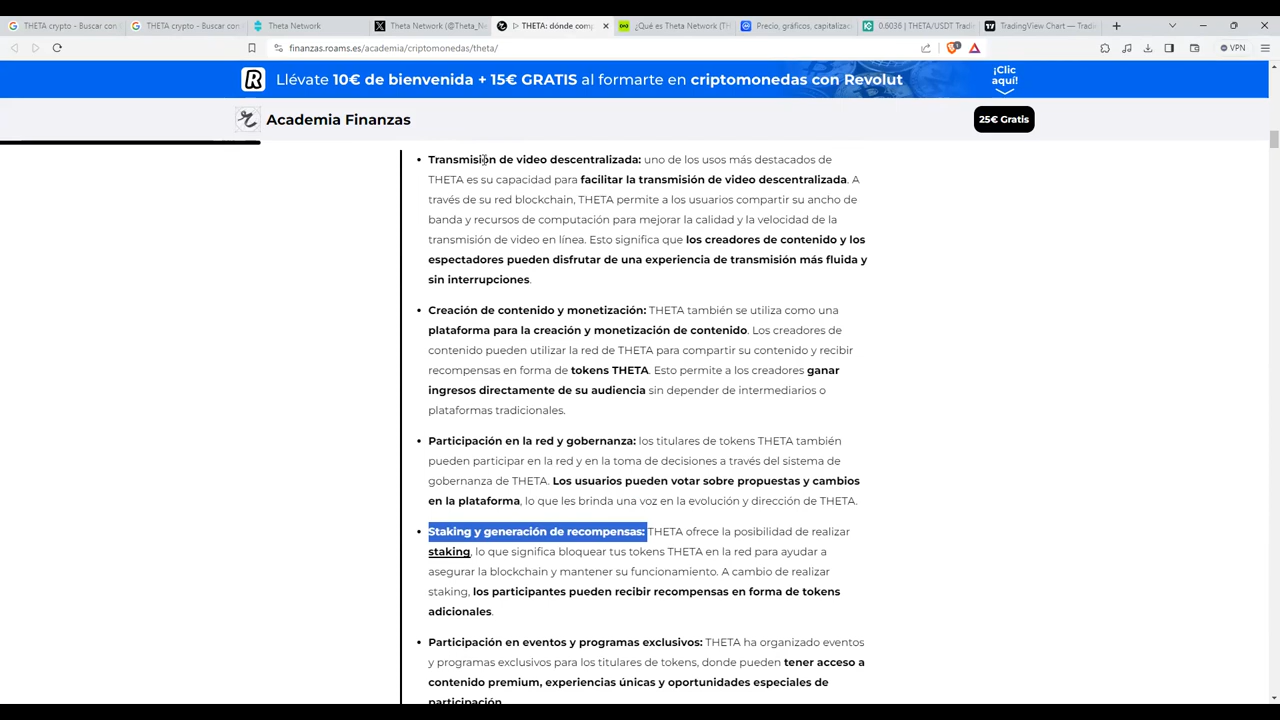 THETA crypto - Buscar con
THETA crypto - Buscar con
Theta Network
Theta Network (@Theta_Ne
▷ THETA: dónde comp
¿Qué es Theta Network (TH
Precio, gráficos, capitalizac
0.6036 | THETA/USDT Tradi
TradingView Chart — Tradi
finanzas.roams.es/academia/criptomonedas/theta/
VPN
Llévate 10€ de bienvenida + 15€ GRATIS al formarte en criptomonedas con Revolut
¡Clic
aquí!
Academia Finanzas
25€ Gratis
• Transmisión de video descentralizada: uno de los usos más destacados de
THETA es su capacidad para facilitar la transmisión de video descentralizada. A
través de su red blockchain, THETA permite a los usuarios compartir su ancho de
banda y recursos de computación para mejorar la calidad y la velocidad de la
transmisión de video en línea. Esto significa que los creadores de contenido y los
espectadores pueden disfrutar de una experiencia de transmisión más fluida y
sin interrupciones.
• Creación de contenido y monetización: THETA también se utiliza como una
plataforma para la creación y monetización de contenido. Los creadores de
contenido pueden utilizar la red de THETA para compartir su contenido y recibir
recompensas en forma de tokens THETA. Esto permite a los creadores ganar
ingresos directamente de su audiencia sin depender de intermediarios o
plataformas tradicionales.
• Participación en la red y gobernanza: los titulares de tokens THETA también
pueden participar en la red y en la toma de decisiones a través del sistema de
gobernanza de THETA. Los usuarios pueden votar sobre propuestas y cambios
en la plataforma, lo que les brinda una voz en la evolución y dirección de THETA.
• Staking y generación de recompensas: THETA ofrece la posibilidad de realizar
staking, lo que significa bloquear tus tokens THETA en la red para ayudar a
asegurar la blockchain y mantener su funcionamiento. A cambio de realizar
staking, los participantes pueden recibir recompensas en forma de tokens
adicionales.
• Participación en eventos y programas exclusivos: THETA ha organizado eventos
y programas exclusivos para los titulares de tokens, donde pueden tener acceso a
contenido premium, experiencias únicas y oportunidades especiales de
participación.